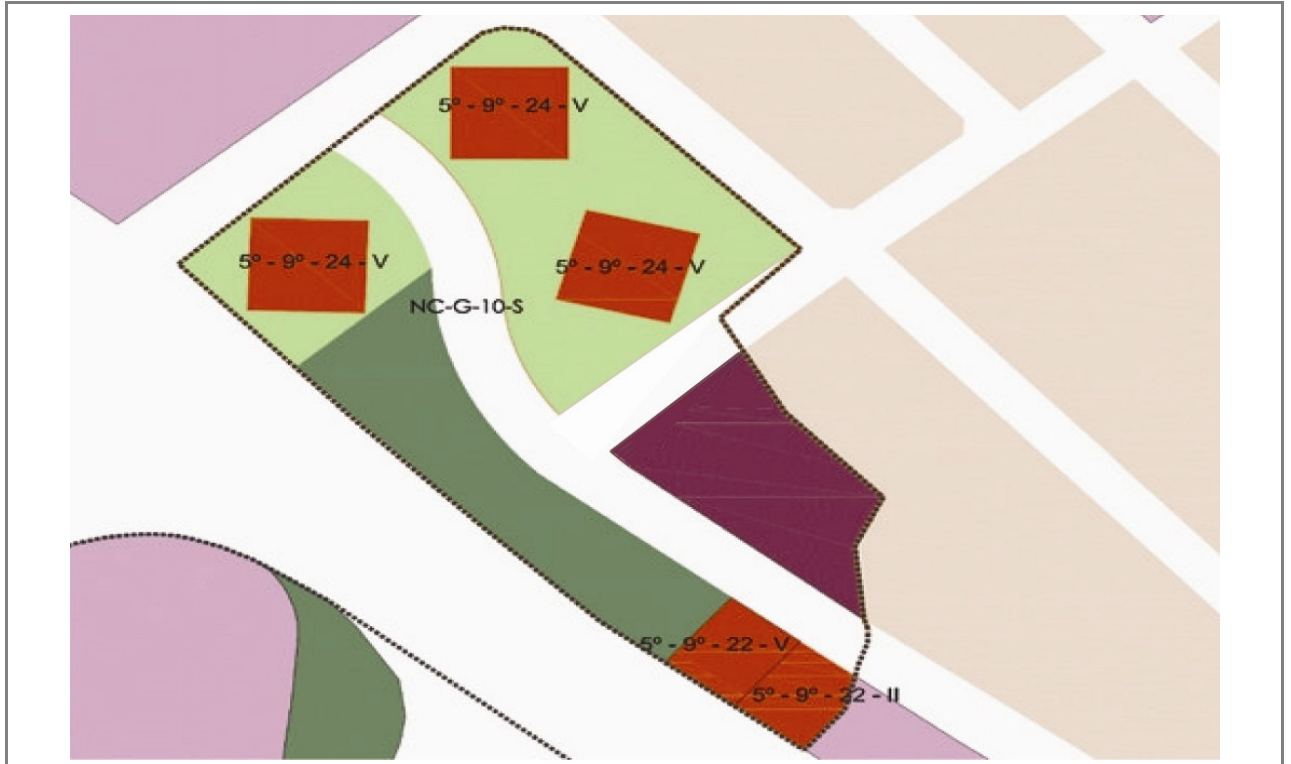 5º - 9º - 24 - V
5º - 9º - 24 - V
5º - 9º - 24 - V
NC-G-10-S
5º - 9º - 22 - V
5º - 9º - 22 - II